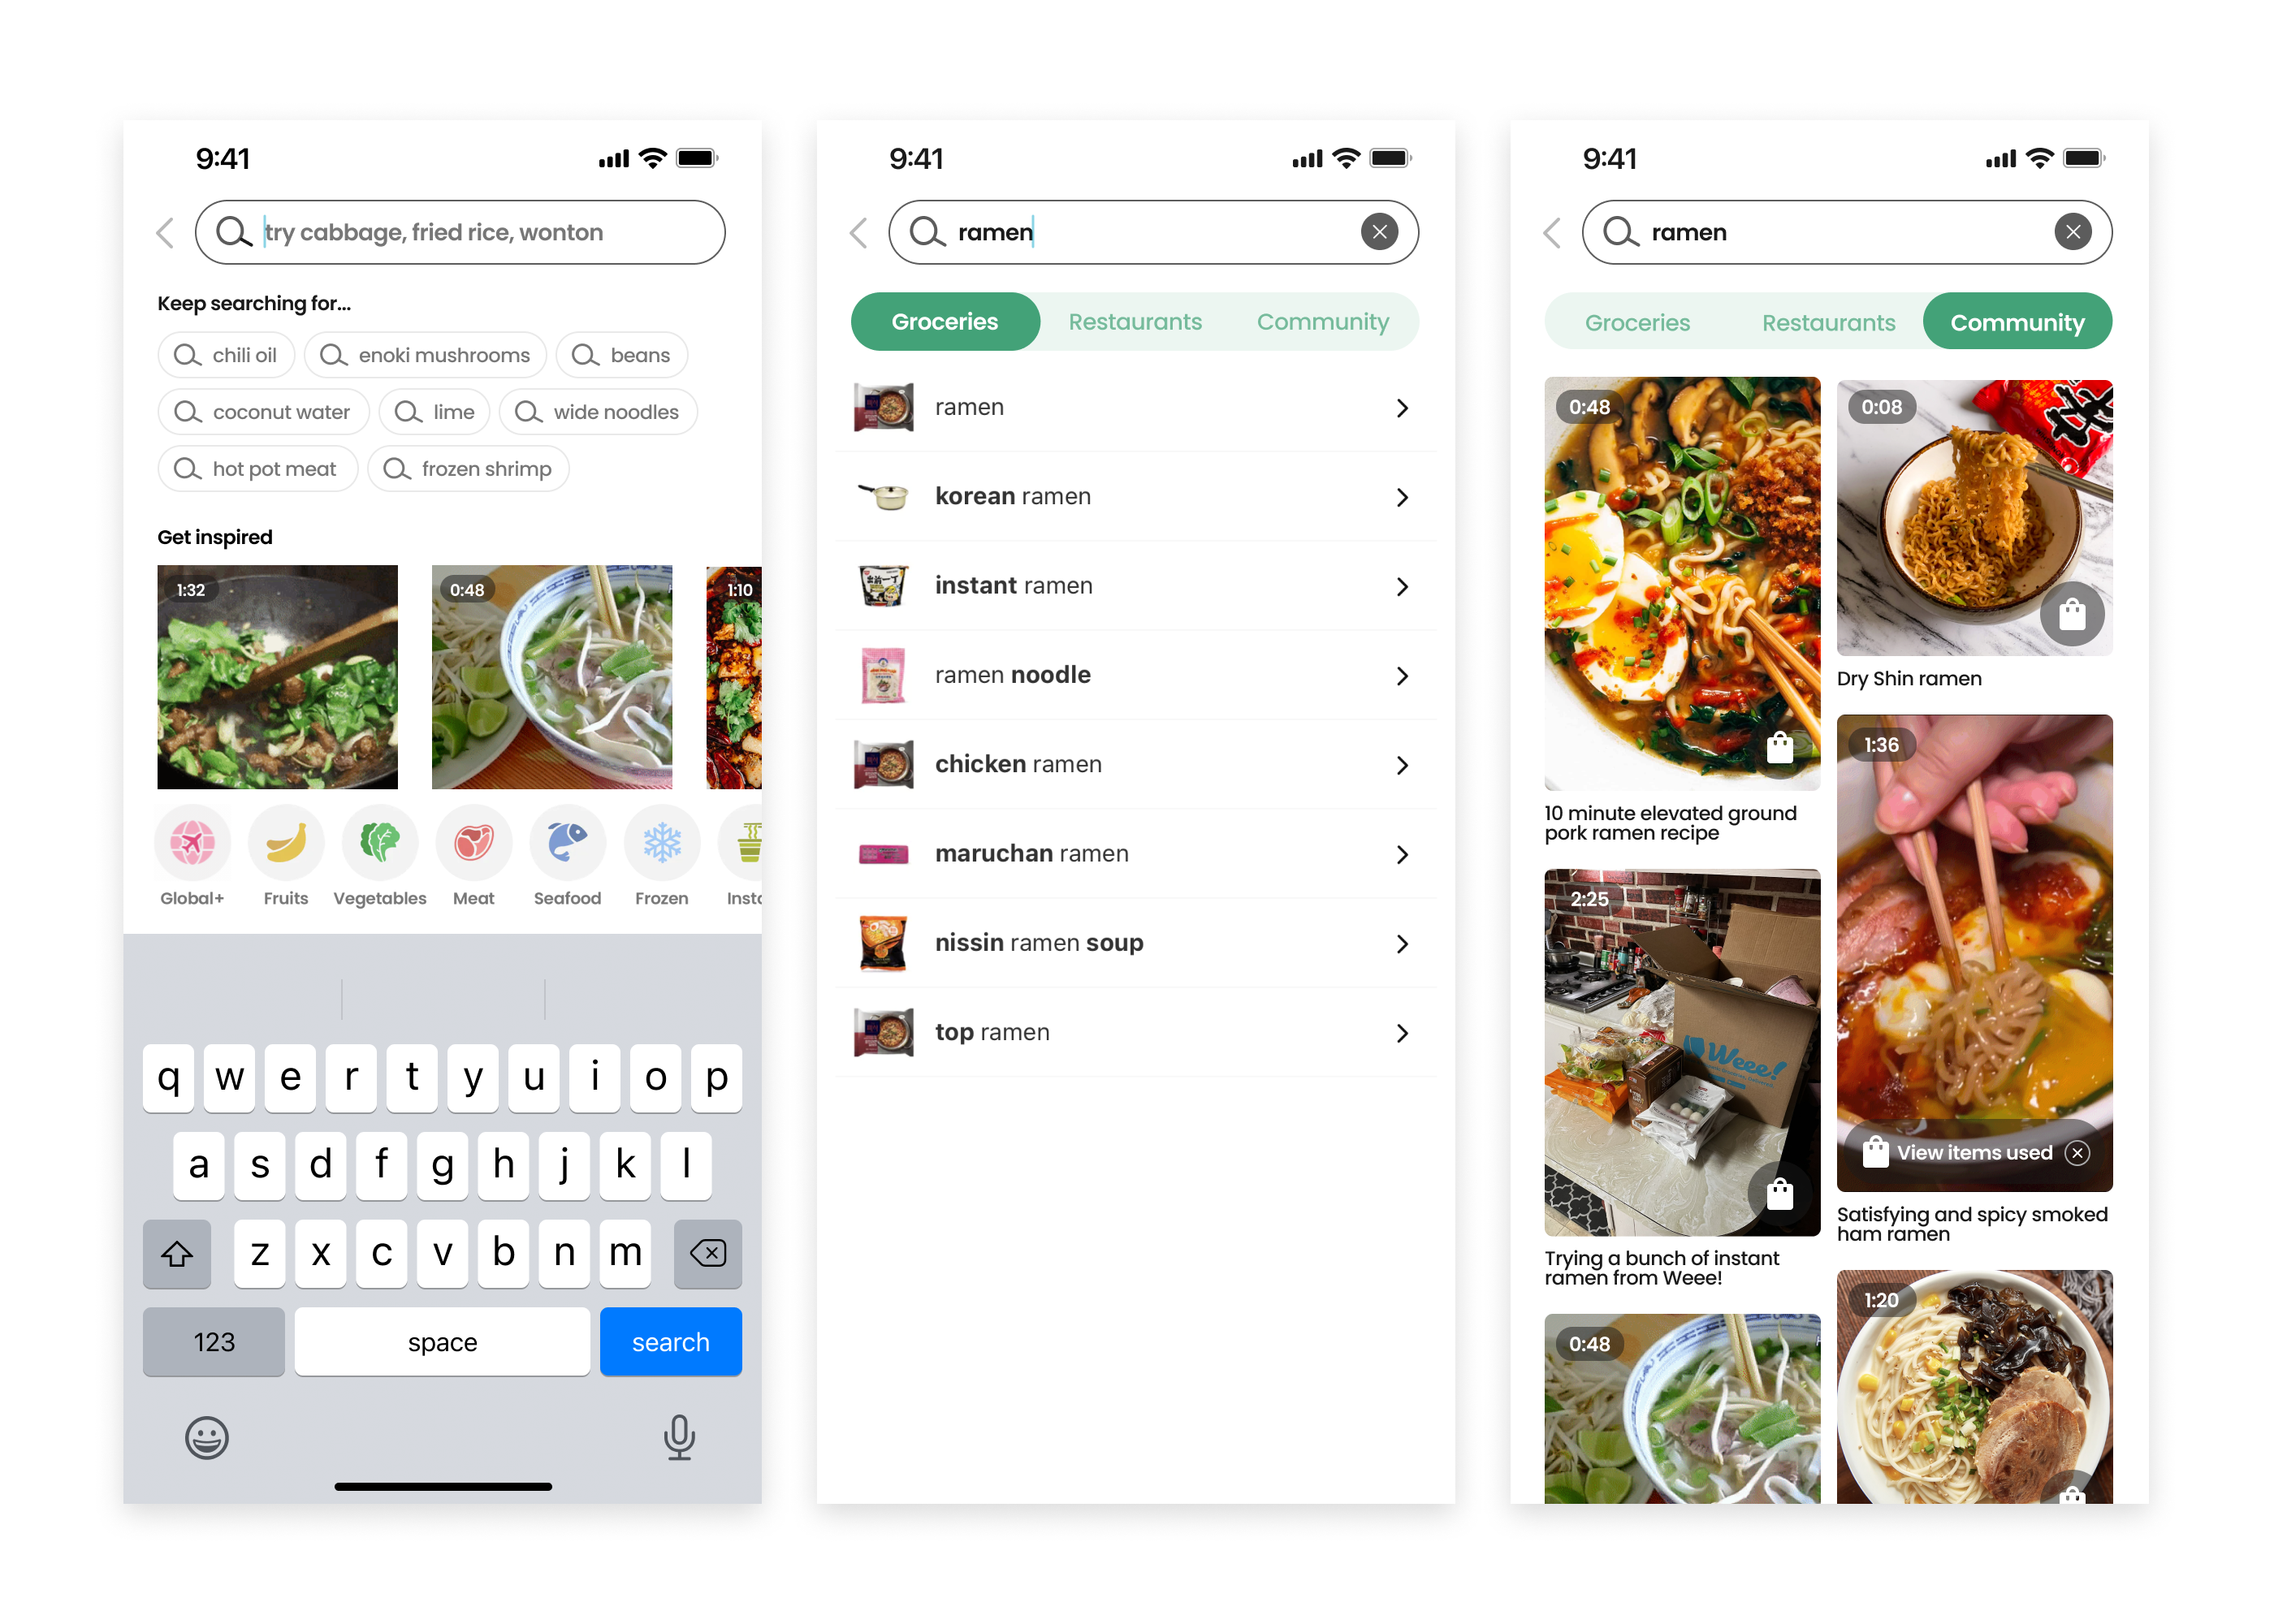 9:41
try cabbage, fried rice, wonton
Keep searching for...
chili oil
enoki mushrooms
beans
coconut water
lime
wide noodles
hot pot meat
frozen shrimp
Get inspired
1:32
0:48
1:10
Global+
Fruits
Vegetables
Meat
Seafood
Frozen
q w e r t y u i o p
a s d f g h j k l
z x c v b n m
123
space
search
9:41
ramen
Groceries
Restaurants
Community
ramen
korean ramen
instant ramen
ramen noodle
chicken ramen
maruchan ramen
nissin ramen soup
top ramen
9:41
ramen
Groceries
Restaurants
Community
0:48
10 minute elevated ground
pork ramen recipe
0:08
Dry Shin ramen
2:25
Weee!
Trying a bunch of instant
ramen from Weee!
1:36
View items used
Satisfying and spicy smoked
ham ramen
0:48
1:20